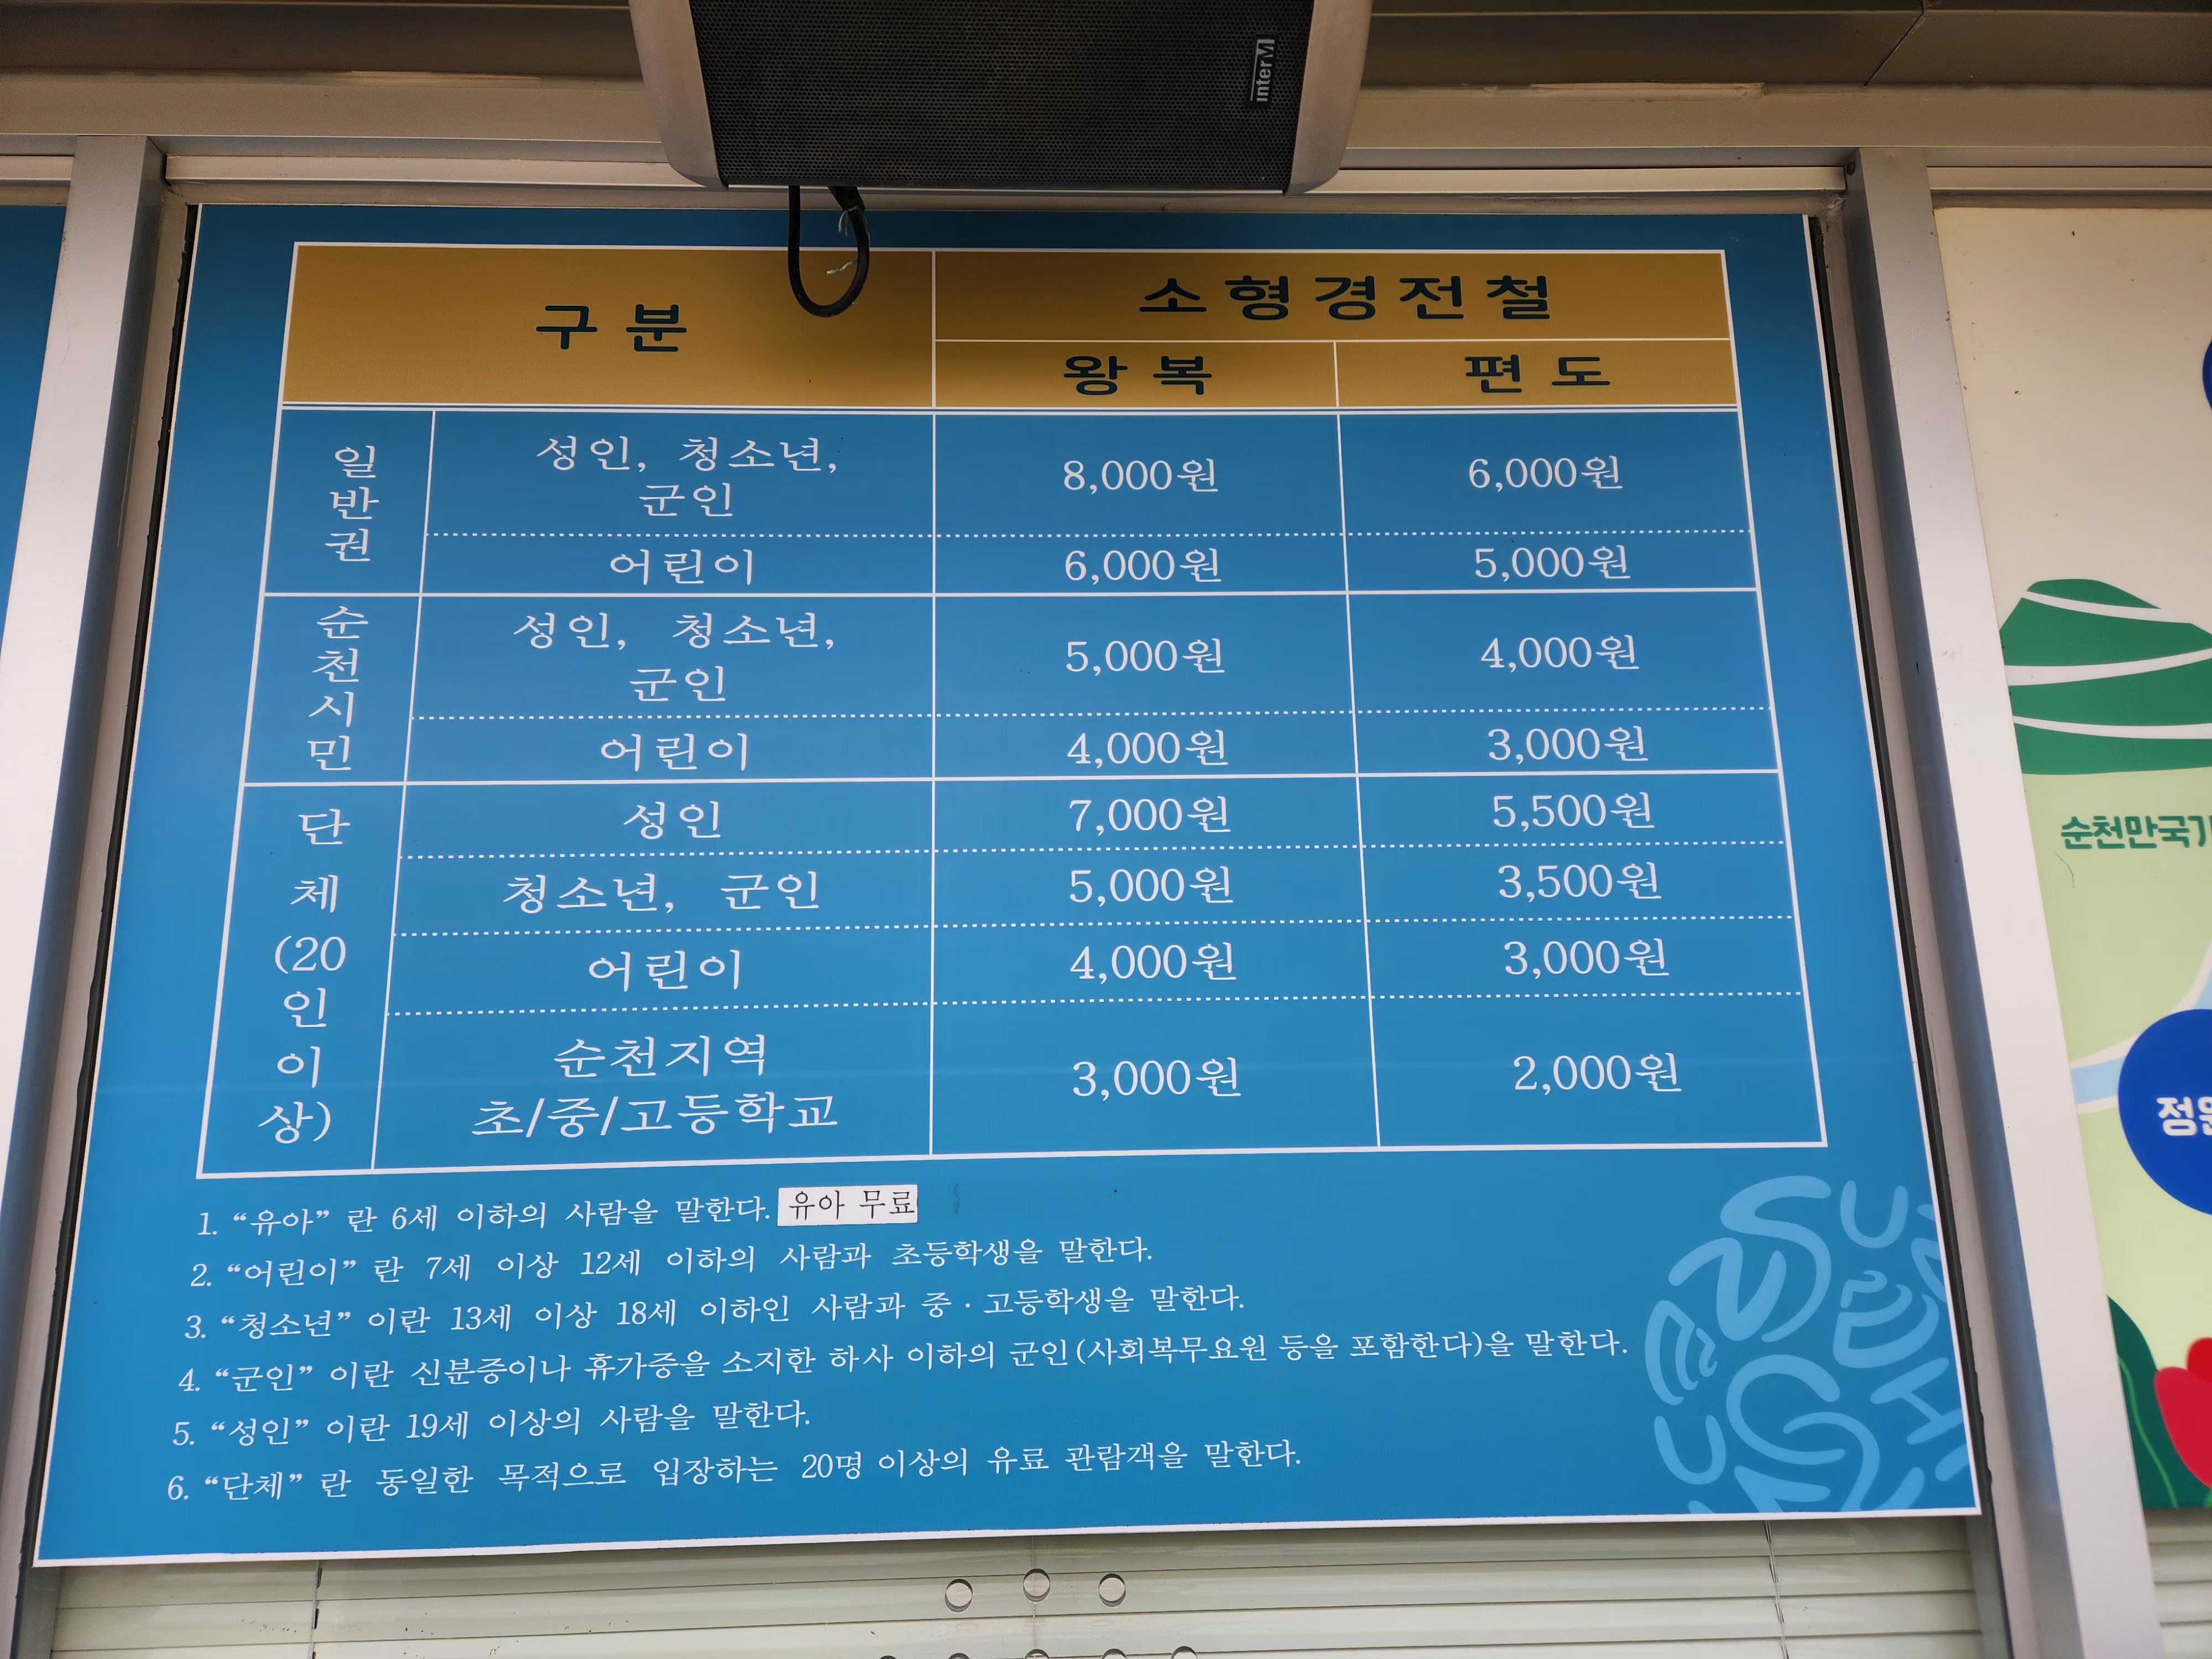 interM
구 분
소형경전철
왕 복
편 도
일
반
권
성인, 청소년,
군인
8,000원
6,000원
어린이
6,000원
5,000원
순
천
시
민
성인, 청소년,
군인
5,000원
4,000원
어린이
4,000원
3,000원
단
체
(20
인
이
상)
성인
7,000원
5,500원
청소년, 군인
5,000원
3,500원
어린이
4,000원
3,000원
순천지역
초/중/고등학교
3,000원
2,000원
1. “유아” 란 6세 이하의 사람을 말한다. 유아 무료
2. “어린이” 란 7세 이상 12세 이하의 사람과 초등학생을 말한다.
3. “청소년” 이란 13세 이상 18세 이하인 사람과 중 · 고등학생을 말한다.
4. “군인” 이란 신분증이나 휴가증을 소지한 하사 이하의 군인(사회복무요원 등을 포함한다)을 말한다.
5. “성인” 이란 19세 이상의 사람을 말한다.
6. “단체” 란 동일한 목적으로 입장하는 20명 이상의 유료 관람객을 말한다.
순천만국가
정원